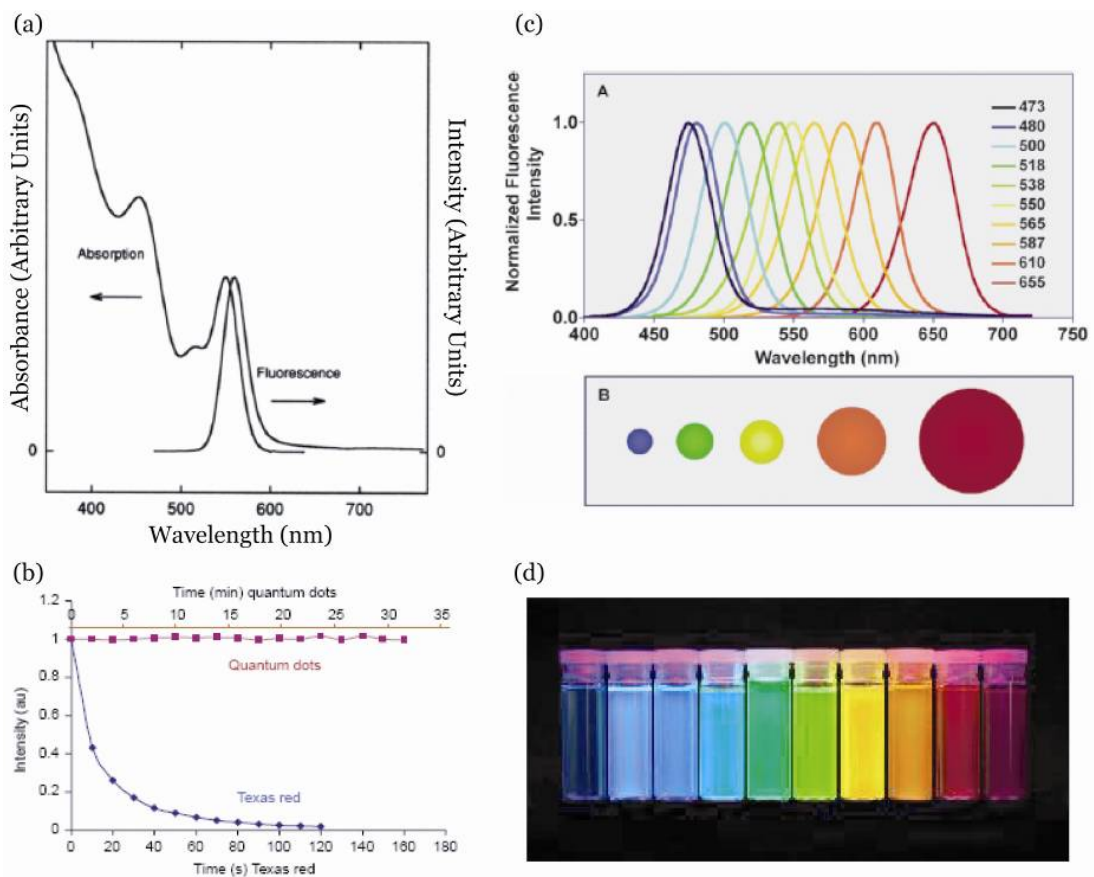 (a)
Absorbance (Arbitrary Units)
Intensity (Arbitrary Units)
Absorption
Fluorescence
0
0
400 500 600 700
Wavelength (nm)
(c)
A
Normalized Fluorescence
Intensity
1.0
0.5
0.0
400 450 500 550 600 650 700 750
Wavelength (nm)
473
480
500
518
538
550
565
587
610
655
B
(b)
Time (min) quantum dots
0 5 10 15 20 25 30 35
Intensity (au)
1.2
1
0.8
0.6
0.4
0.2
0
Quantum dots
Texas red
0 20 40 60 80 100 120 140 160 180
Time (s) Texas red
(d)